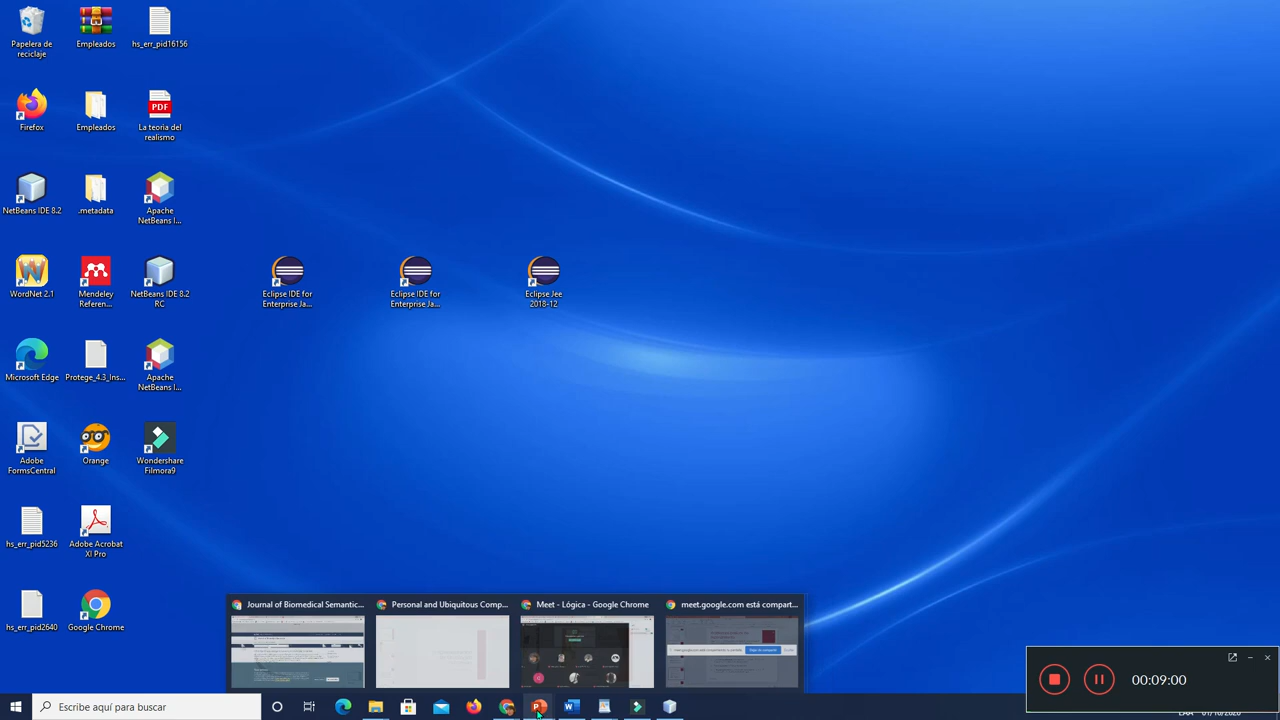 Papelera de
reciclaje
Empleados
hs_err_pid16156
Firefox
Empleados
PDF
La teoria del
realismo
NetBeans IDE 8.2
.metadata
Apache
NetBeans I...
WordNet 2.1
Mendeley
Referen...
NetBeans IDE 8.2
RC
Eclipse IDE for
Enterprise Ja...
Eclipse IDE for
Enterprise Ja...
Eclipse Jee
2018-12
Microsoft Edge
Protege_4.3_Ins...
Apache
NetBeans I...
Adobe
FormsCentral
Orange
Wondershare
Filmora9
hs_err_pid5236
Adobe Acrobat
XI Pro
hs_err_pid2640
Google Chrome
Journal of Biomedical Semantic...
Personal and Ubiquitous Comp...
Meet - Lógica - Google Chrome
meet.google.com está compart...
00:09:00
Escribe aquí para buscar